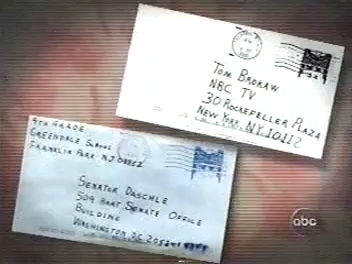 TOM BROKAW
NBC TV
30 ROCKEFELLER PLAZA
NEW YORK NY 10112
4TH GRADE
GREENDALE SCHOOL
FRANKLIN PARK NJ 08852
SENATOR DASCHLE
509 HART SENATE OFFICE
BUILDING
WASHINGTON DC 2051
abc